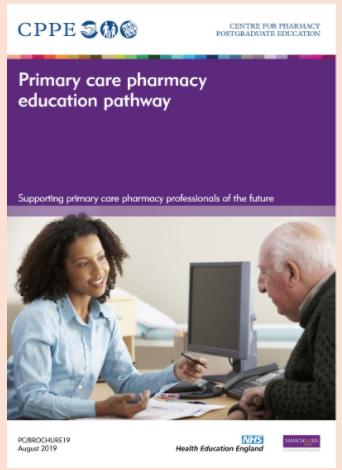 CPPE
CENTRE FOR PHARMACY
POSTGRADUATE EDUCATION
Primary care pharmacy
education pathway
Supporting primary care pharmacy professionals of the future
PC/BROCHURE19
August 2019
NHS
Health Education England
MANCHESTER